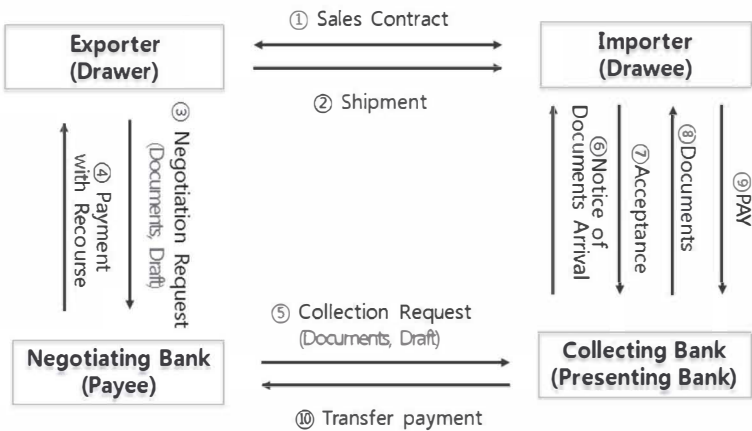 ① Sales Contract
Exporter
(Drawer)
Importer
(Drawee)
② Shipment
③ Negotiation Request
(Documents, Draft)
④ Payment
with Recourse
⑥ Notice of
Documents Arrival
⑦ Acceptance
⑧ Documents
⑨ PAY
⑤ Collection Request
(Documents, Draft)
Negotiating Bank
(Payee)
Collecting Bank
(Presenting Bank)
⑩ Transfer payment